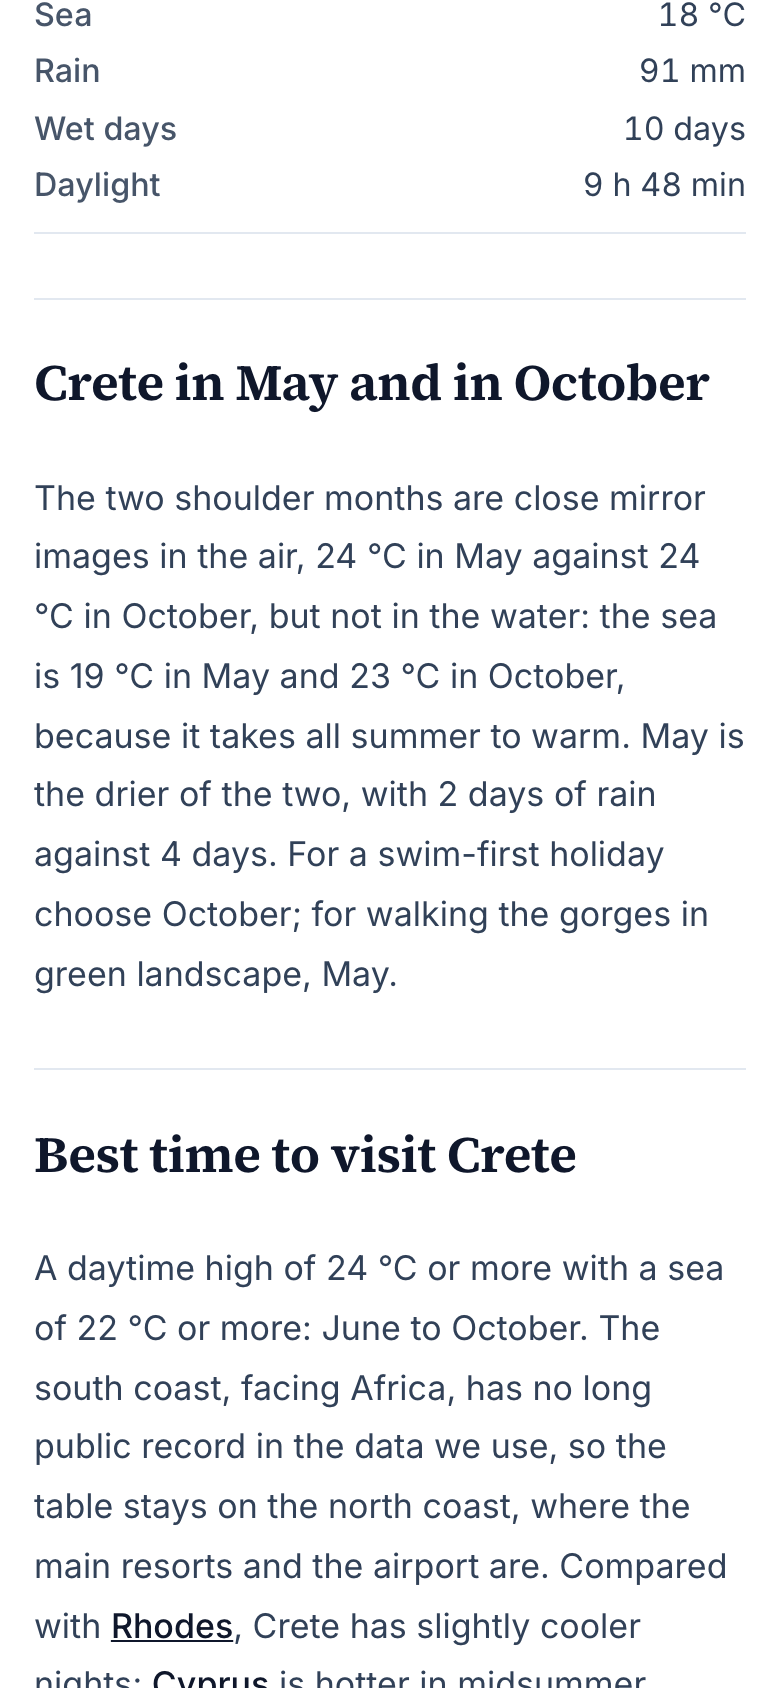 Sea 18 °C
Rain 91 mm
Wet days 10 days
Daylight 9 h 48 min
Crete in May and in October
The two shoulder months are close mirror
images in the air, 24 °C in May against 24
°C in October, but not in the water: the sea
is 19 °C in May and 23 °C in October,
because it takes all summer to warm. May is
the drier of the two, with 2 days of rain
against 4 days. For a swim-first holiday
choose October; for walking the gorges in
green landscape, May.
Best time to visit Crete
A daytime high of 24 °C or more with a sea
of 22 °C or more: June to October. The
south coast, facing Africa, has no long
public record in the data we use, so the
table stays on the north coast, where the
main resorts and the airport are. Compared
with Rhodes, Crete has slightly cooler
nights; Cyprus is hotter in midsummer